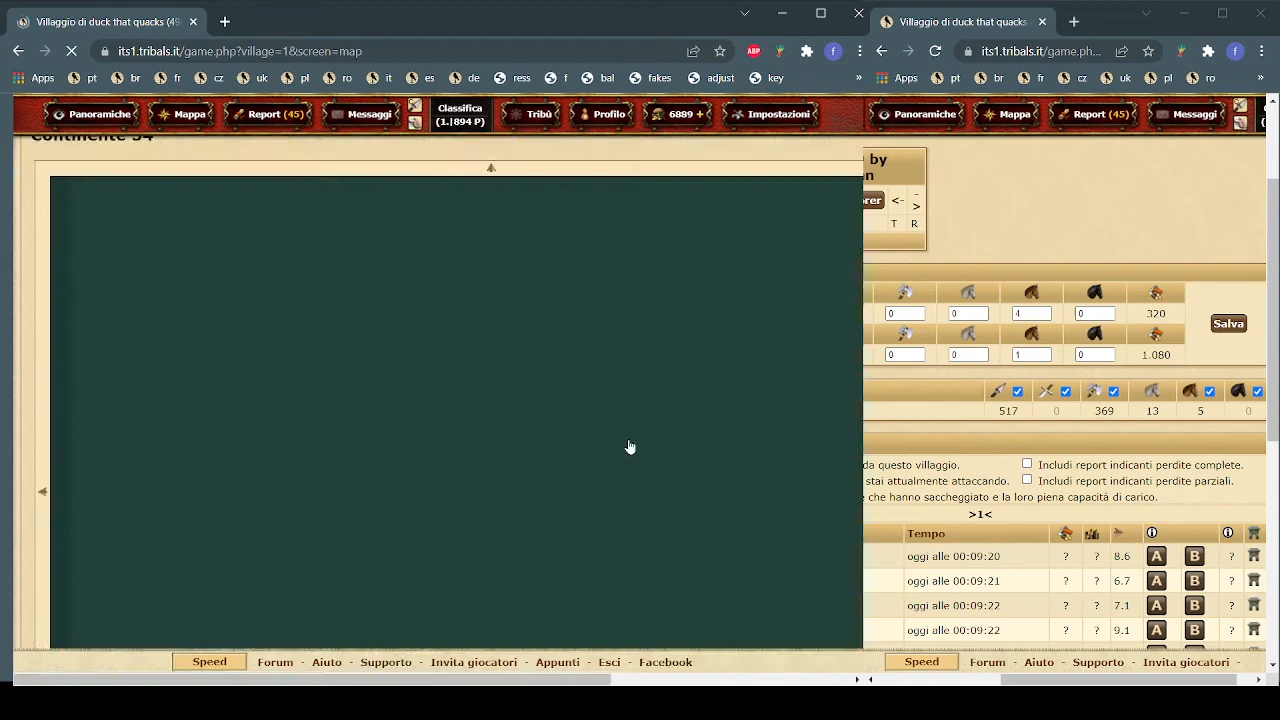 Villaggio di duck that quacks (49
its1.tribals.it/game.php?village=1&screen=map
ABP
f
Apps pt br fr cz uk pl ro it es de ress f bal fakes adjust key »
Panoramiche Mappa Report (45) Messaggi Classifica (1.|894 P) Tribù Profilo 6889 + Impostazioni
Continente 54
Speed Forum - Aiuto - Supporto - Invita giocatori - Appunti - Esci - Facebook
Villaggio di duck that quacks
its1.tribals.it/game.ph...
f
Apps pt br fr cz uk pl ro »
Panoramiche Mappa Report (45) Messaggi
by
<- ->
T R
0 0 4 0 320
Salva
0 0 1 0 1.080
517 0 369 13 5 0
da questo villaggio. Includi report indicanti perdite complete.
stai attualmente attaccando. Includi report indicanti perdite parziali.
che hanno saccheggiato e la loro piena capacità di carico.
>1<
Tempo
oggi alle 00:09:20 ? ? 8.6 A B ?
oggi alle 00:09:21 ? ? 6.7 A B ?
oggi alle 00:09:22 ? ? 7.1 A B ?
oggi alle 00:09:22 ? ? 9.1 A B ?
Speed Forum - Aiuto - Supporto - Invita giocatori -